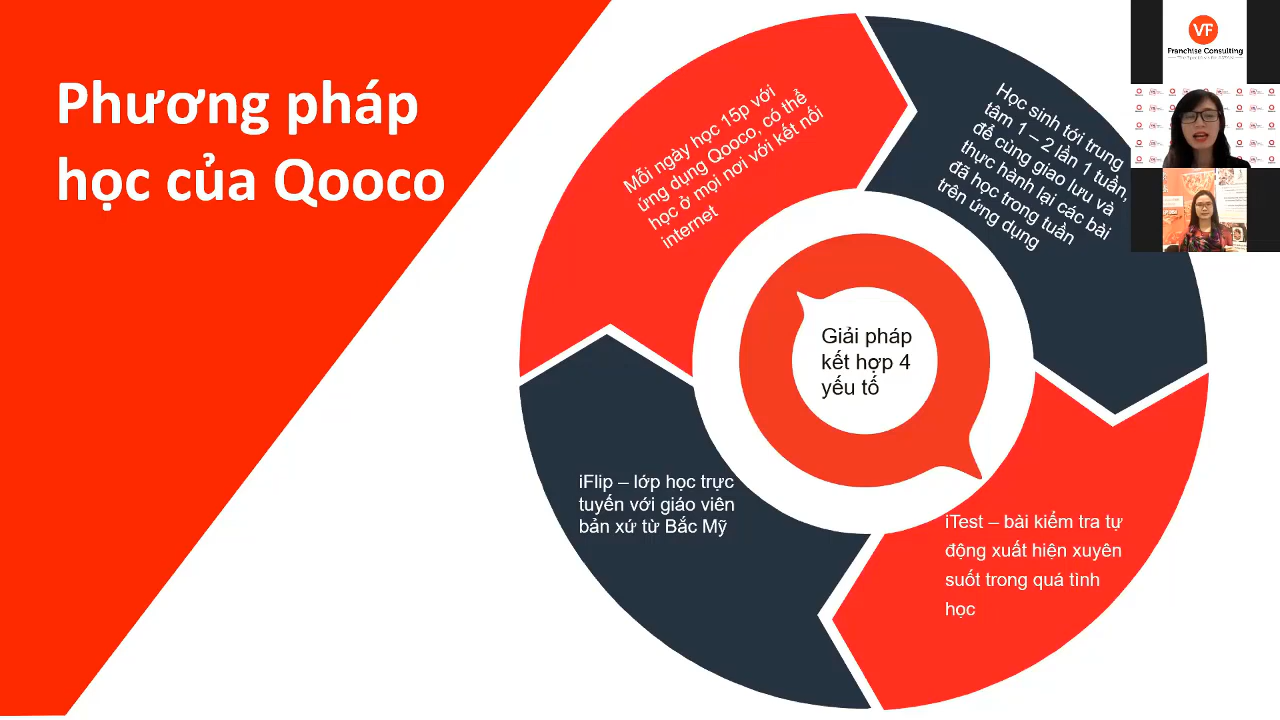 Phương pháp
học của Qooco
Mỗi ngày học 15p với
ứng dụng Qooco, có thể
học ở mọi nơi với kết nối
internet
Học sinh tới trung
tâm 1 – 2 lần 1 tuần,
để cùng giao lưu và
thực hành lại các bài
đã học trong tuần
trên ứng dụng
Giải pháp
kết hợp 4
yếu tố
iFlip – lớp học trực
tuyến với giáo viên
bản xứ từ Bắc Mỹ
iTest – bài kiểm tra tự
động xuất hiện xuyên
suốt trong quá tình
học
VF
Franchise Consulting